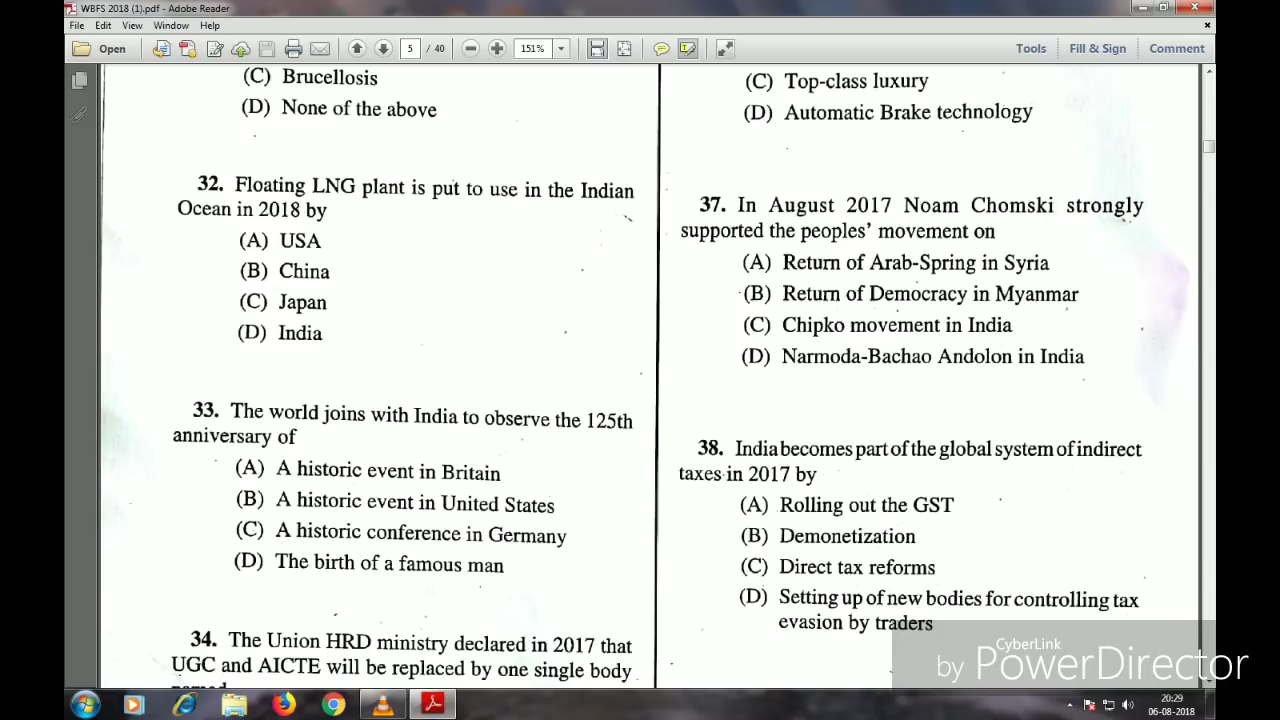 WBFS 2018 (1).pdf - Adobe Reader
File Edit View Window Help
Open 5 / 40 151% Tools Fill & Sign Comment
(C) Brucellosis
(D) None of the above
32. Floating LNG plant is put to use in the Indian
Ocean in 2018 by
(A) USA
(B) China
(C) Japan
(D) India
33. The world joins with India to observe the 125th
anniversary of
(A) A historic event in Britain
(B) A historic event in United States
(C) A historic conference in Germany
(D) The birth of a famous man
34. The Union HRD ministry declared in 2017 that
UGC and AICTE will be replaced by one single body
(C) Top-class luxury
(D) Automatic Brake technology
37. In August 2017 Noam Chomski strongly
supported the peoples' movement on
(A) Return of Arab-Spring in Syria
(B) Return of Democracy in Myanmar
(C) Chipko movement in India
(D) Narmoda-Bachao Andolon in India
38. India becomes part of the global system of indirect
taxes in 2017 by
(A) Rolling out the GST
(B) Demonetization
(C) Direct tax reforms
(D) Setting up of new bodies for controlling tax
evasion by traders
CyberLink
by PowerDirector
20:29
06-08-2018